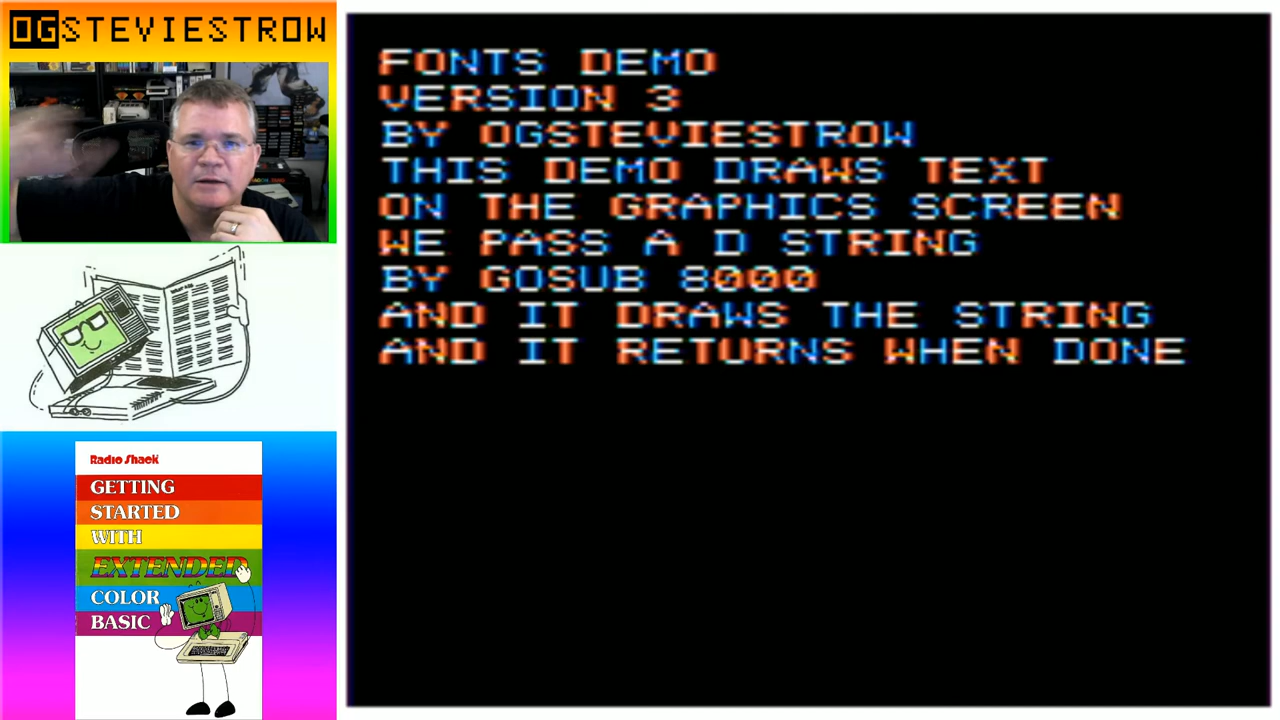 OGSTEVIESTROW
FONTS DEMO
VERSION 3
BY OGSTEVIESTROW
THIS DEMO DRAWS TEXT
ON THE GRAPHICS SCREEN
WE PASS A D STRING
BY GOSUB 8000
AND IT DRAWS THE STRING
AND IT RETURNS WHEN DONE
Radio Shack
GETTING
STARTED
WITH
EXTENDED
COLOR
BASIC